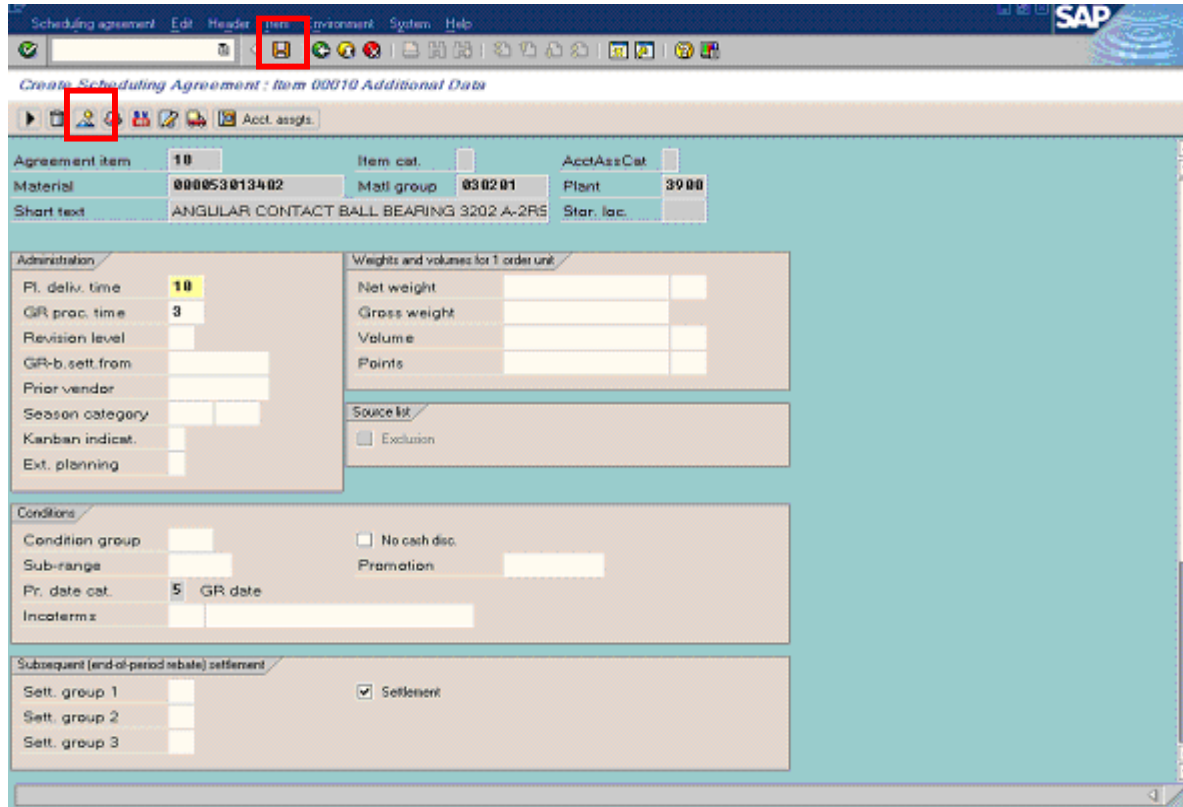 Scheduling agreement Edit Header Item Environment System Help
SAP
Create Scheduling Agreement : Item 00010 Additional Data
Acct. assgts.
Agreement item 10 Item cat. AcctAssCat
Material 000053013402 Matl group 030201 Plant 3900
Short text ANGULAR CONTACT BALL BEARING 3202 A-2RS Stor. loc.
Administration Weights and volumes for 1 order unit
Pl. deliv. time 10 Net weight
GR proc. time 3 Gross weight
Revision level Volume
GR-b.sett.from Points
Prior vendor
Season category Source list
Kanban indicat. Exclusion
Ext. planning
Conditions
Condition group No cash disc.
Sub-range Promotion
Pr. date cat. 5 GR date
Incoterms
Subsequent (end-of-period rebate) settlement
Sett. group 1 Settlement
Sett. group 2
Sett. group 3